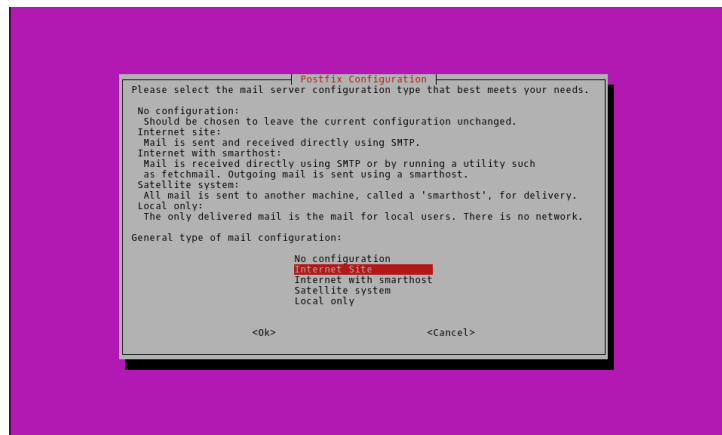 Postfix Configuration
Please select the mail server configuration type that best meets your needs.
No configuration:
Should be chosen to leave the current configuration unchanged.
Internet site:
Mail is sent and received directly using SMTP.
Internet with smarthost:
Mail is received directly using SMTP or by running a utility such
as fetchmail. Outgoing mail is sent using a smarthost.
Satellite system:
All mail is sent to another machine, called a 'smarthost', for delivery.
Local only:
The only delivered mail is the mail for local users. There is no network.
General type of mail configuration:
No configuration
Internet Site
Internet with smarthost
Satellite system
Local only
<Ok> <Cancel>